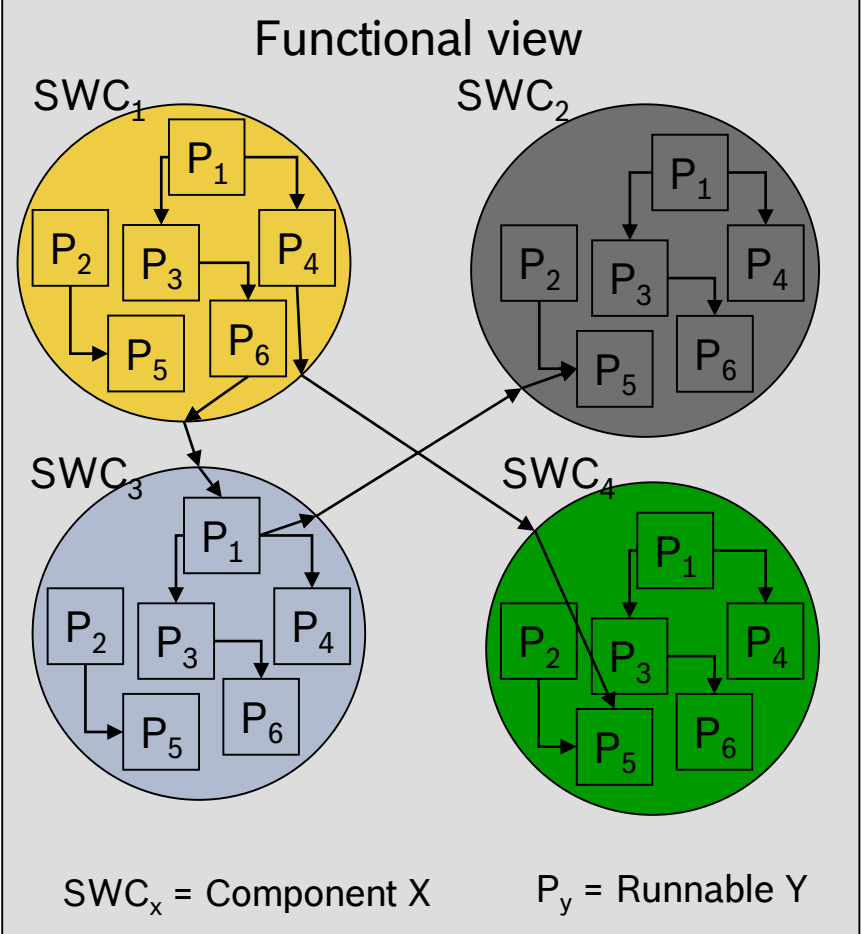 Functional view
SWC₁
SWC₂
P₁
P₂
P₃
P₄
P₅
P₆
P₁
P₂
P₃
P₄
P₅
P₆
SWC₃
SWC₄
P₁
P₂
P₃
P₄
P₅
P₆
P₁
P₂
P₃
P₄
P₅
P₆
SWCₓ = Component X
Pᵧ = Runnable Y